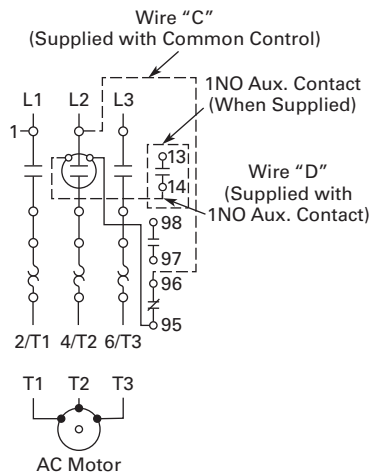 Wire “C”
(Supplied with Common Control)
1NO Aux. Contact
(When Supplied)
L1 L2 L3
1
13
14
Wire “D”
(Supplied with
1NO Aux. Contact)
98
97
96
95
2/T1 4/T2 6/T3
T1 T2 T3
AC Motor